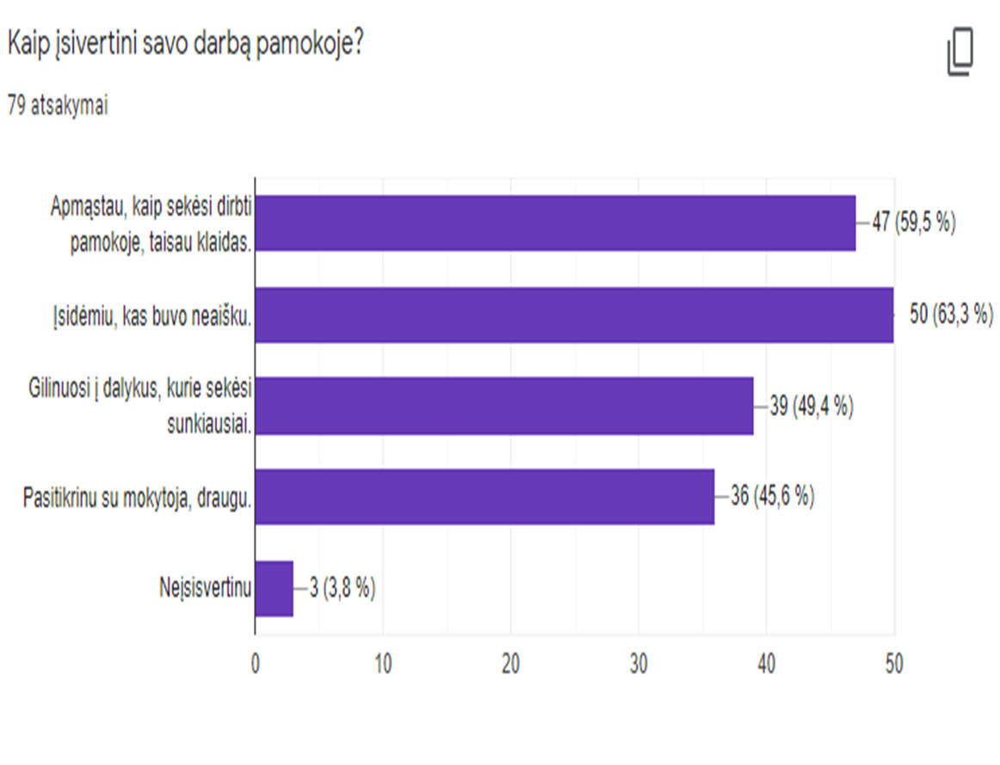 Kaip įsivertini savo darbą pamokoje?
79 atsakymai
Apmąstau, kaip sekėsi dirbti
pamokoje, taisau klaidas.
47 (59,5 %)
Įsidėmiu, kas buvo neaišku.
50 (63,3 %)
Gilinuosi į dalykus, kurie sekėsi
sunkiausiai.
39 (49,4 %)
Pasitikrinu su mokytoja, draugu.
36 (45,6 %)
Neįsisvertinu
3 (3,8 %)
0 10 20 30 40 50